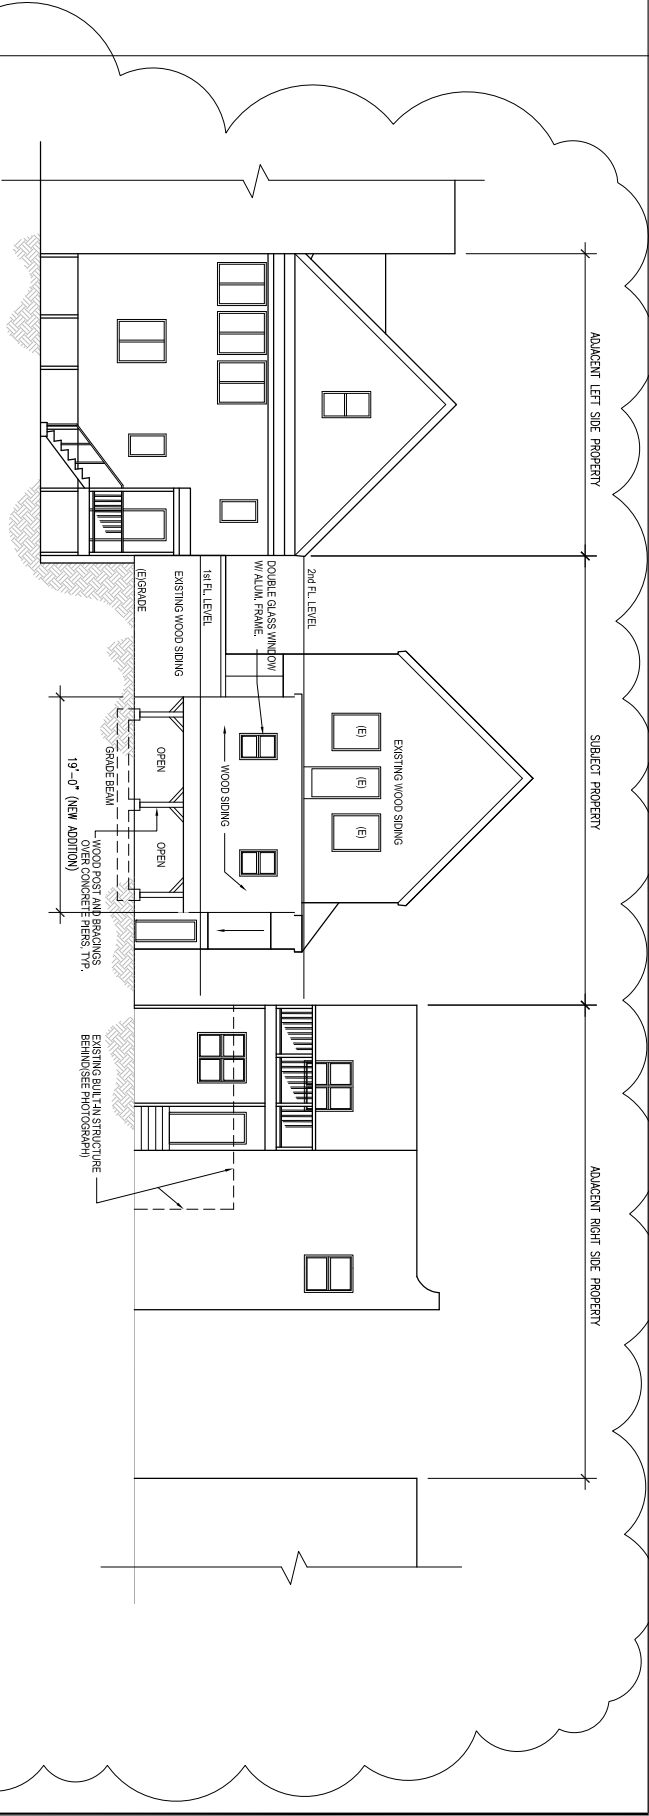 ADJACENT LEFT SIDE PROPERTY
SUBJECT PROPERTY
ADJACENT RIGHT SIDE PROPERTY
2nd FL. LEVEL
DOUBLE GLASS WINDOW
W/ ALUM. FRAME.
1st FL. LEVEL
EXISTING WOOD SIDING
(E)GRADE
EXISTING WOOD SIDING
(E)
(E)
(E)
WOOD SIDING
OPEN
OPEN
GRADE BEAM
19'-0" (NEW ADDITION)
WOOD POST AND BRACINGS
OVER CONCRETE PIERS, TYP.
EXISTING BUILT-IN STRUCTURE
BEHIND(SEE PHOTOGRAPH)